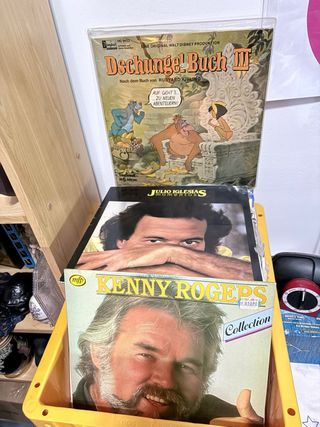 EINE ORIGINAL WALT DISNEY PRODUKTION
Dschungel Buch III
Nach dem Buch von RUDYARD KIPLING
AUF GEHT'S
ZU NEUEN
ABENTEUERN!
JULIO IGLESIAS
mfp
KENNY ROGERS
Collection